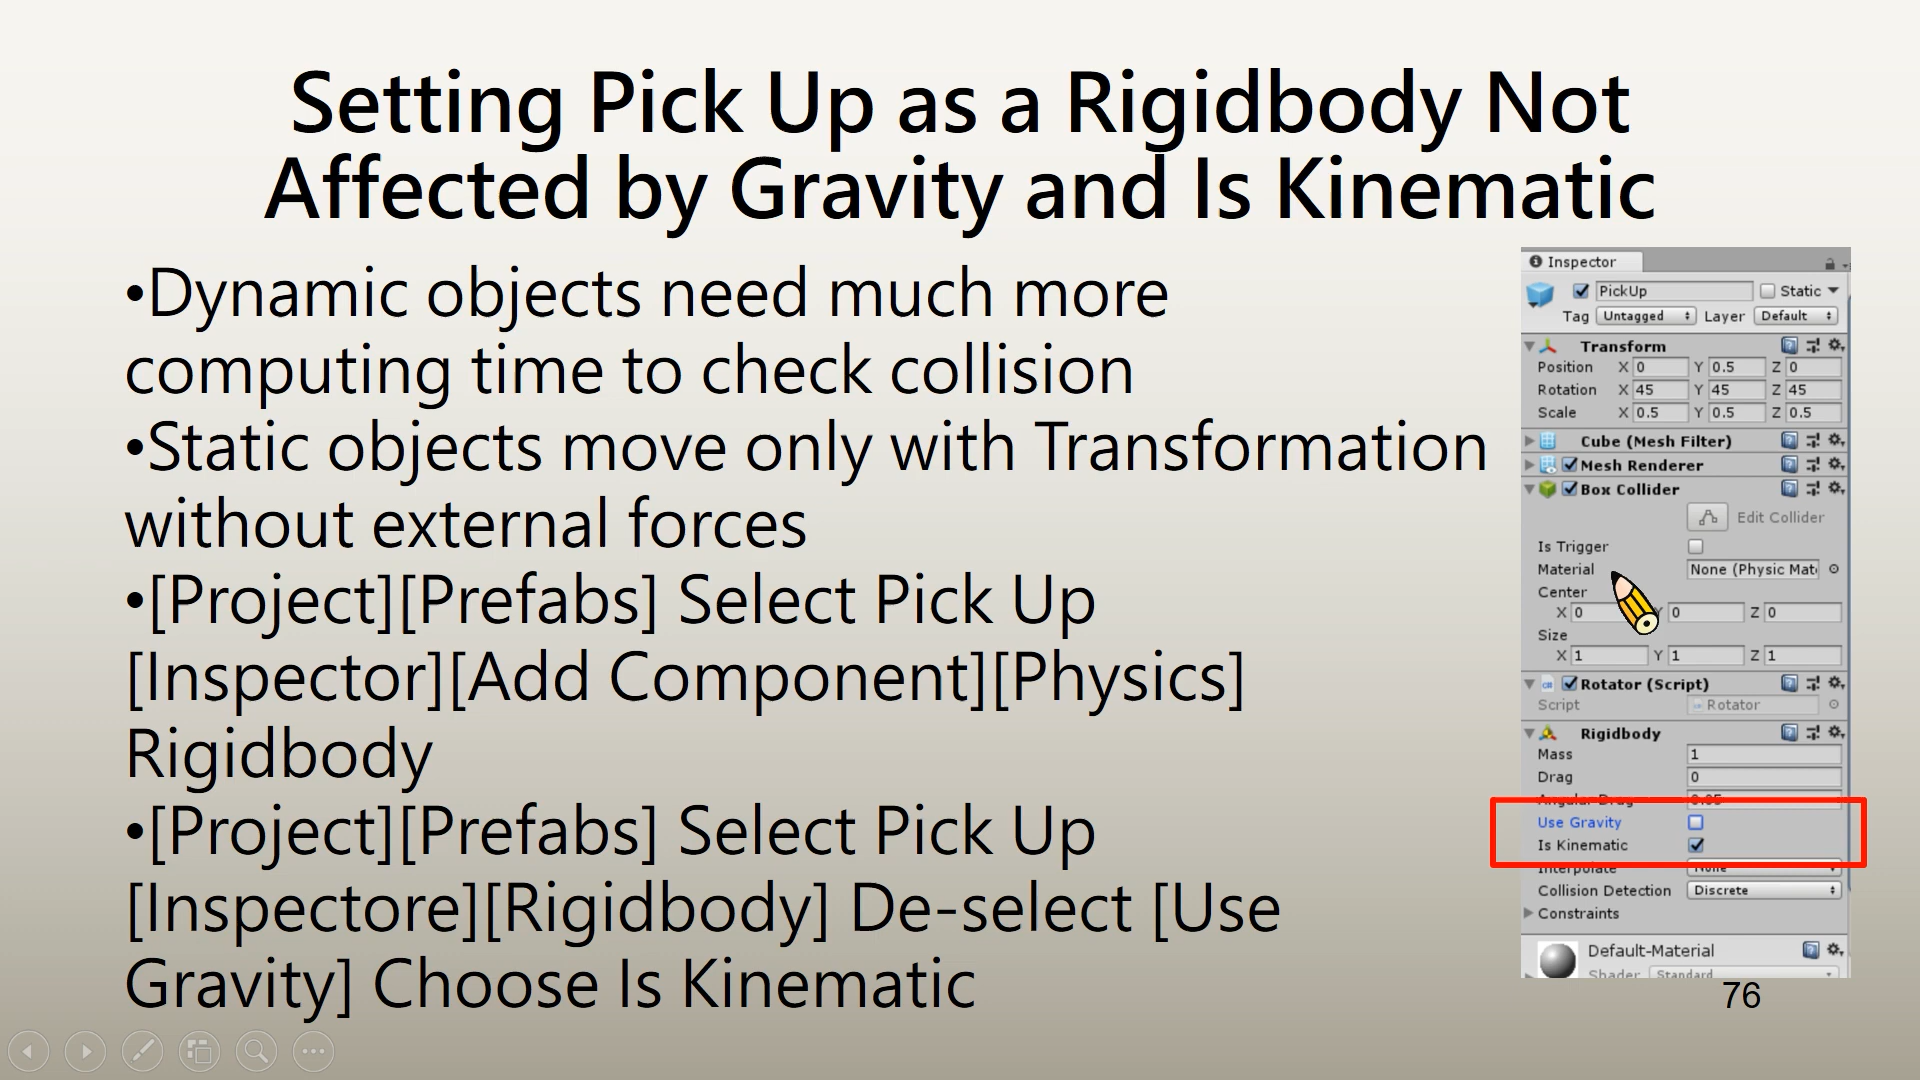 Setting Pick Up as a Rigidbody Not
Affected by Gravity and Is Kinematic
•Dynamic objects need much more
computing time to check collision
•Static objects move only with Transformation
without external forces
•[Project][Prefabs] Select Pick Up
[Inspector][Add Component][Physics]
Rigidbody
•[Project][Prefabs] Select Pick Up
[Inspectore][Rigidbody] De-select [Use
Gravity] Choose Is Kinematic
Inspector
PickUp Static
Tag Untagged Layer Default
Transform
Position X 0 Y 0.5 Z 0
Rotation X 45 Y 45 Z 45
Scale X 0.5 Y 0.5 Z 0.5
Cube (Mesh Filter)
Mesh Renderer
Box Collider
Edit Collider
Is Trigger
Material None (Physic Mat
Center
X 0 Y 0 Z 0
Size
X 1 Y 1 Z 1
Rotator (Script)
Script Rotator
Rigidbody
Mass 1
Drag 0
Angular Drag 0.05
Use Gravity
Is Kinematic
Interpolate None
Collision Detection Discrete
Constraints
Default-Material
Shader Standard
76